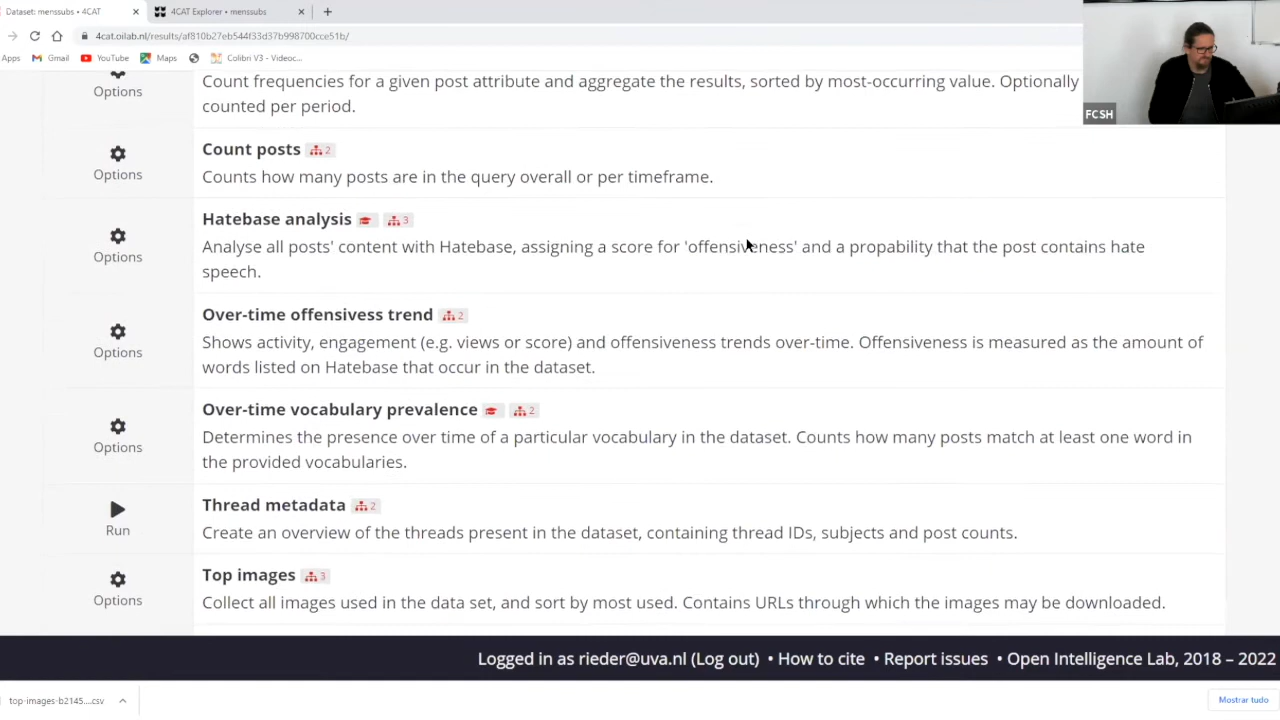 Dataset: menssubs • 4CAT
4CAT Explorer • menssubs
4cat.oilab.nl/results/af810b27eb544f33d37b998700cce51b/
Apps
Gmail
YouTube
Maps
Colibri V3 - Videoc...
Options
Count frequencies for a given post attribute and aggregate the results, sorted by most-occurring value. Optionally
counted per period.
FCSH
Count posts 2
Options
Counts how many posts are in the query overall or per timeframe.
Hatebase analysis 3
Options
Analyse all posts' content with Hatebase, assigning a score for 'offensiveness' and a propability that the post contains hate
speech.
Over-time offensivess trend 2
Options
Shows activity, engagement (e.g. views or score) and offensiveness trends over-time. Offensiveness is measured as the amount of
words listed on Hatebase that occur in the dataset.
Over-time vocabulary prevalence 2
Options
Determines the presence over time of a particular vocabulary in the dataset. Counts how many posts match at least one word in
the provided vocabularies.
Thread metadata 2
Run
Create an overview of the threads present in the dataset, containing thread IDs, subjects and post counts.
Top images 3
Options
Collect all images used in the data set, and sort by most used. Contains URLs through which the images may be downloaded.
Logged in as rieder@uva.nl (Log out) • How to cite • Report issues • Open Intelligence Lab, 2018 – 2022
top-images-b2145....csv
Mostrar tudo